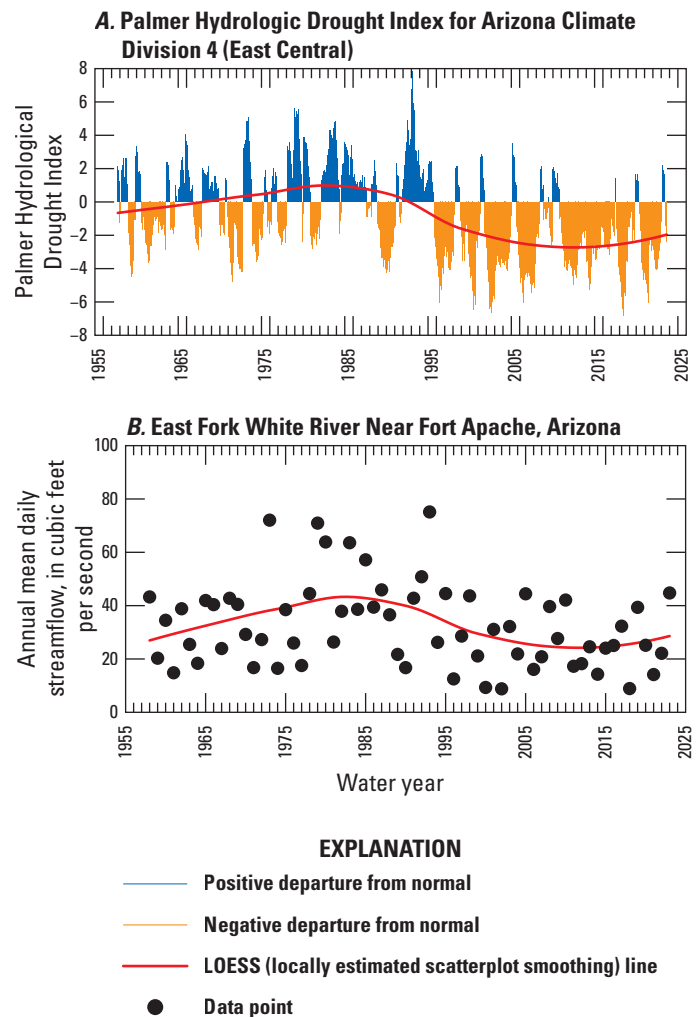 A. Palmer Hydrologic Drought Index for Arizona Climate
Division 4 (East Central)
Palmer Hydrological
Drought Index
8
6
4
2
0
−2
−4
−6
−8
1955
1965
1975
1985
1995
2005
2015
2025
B. East Fork White River Near Fort Apache, Arizona
Annual mean daily
streamflow, in cubic feet
per second
100
80
60
40
20
0
1955
1965
1975
1985
1995
2005
2015
2025
Water year
EXPLANATION
Positive departure from normal
Negative departure from normal
LOESS (locally estimated scatterplot smoothing) line
Data point